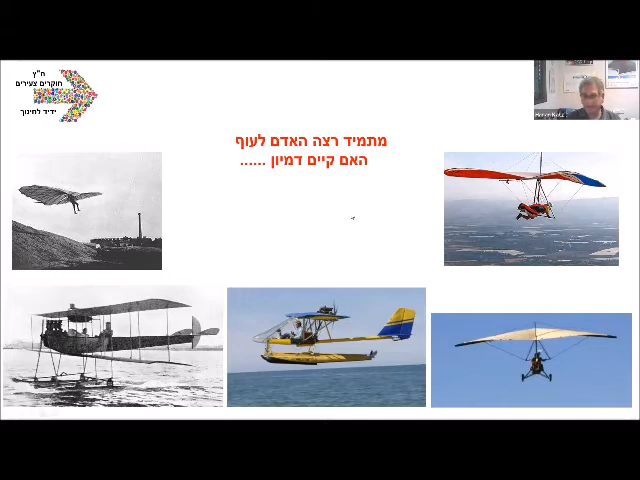 ח"ץ
חוקרים צעירים
ידיד לחינוך
מתמיד רצה האדם לעוף
האם קיים דמיון ......